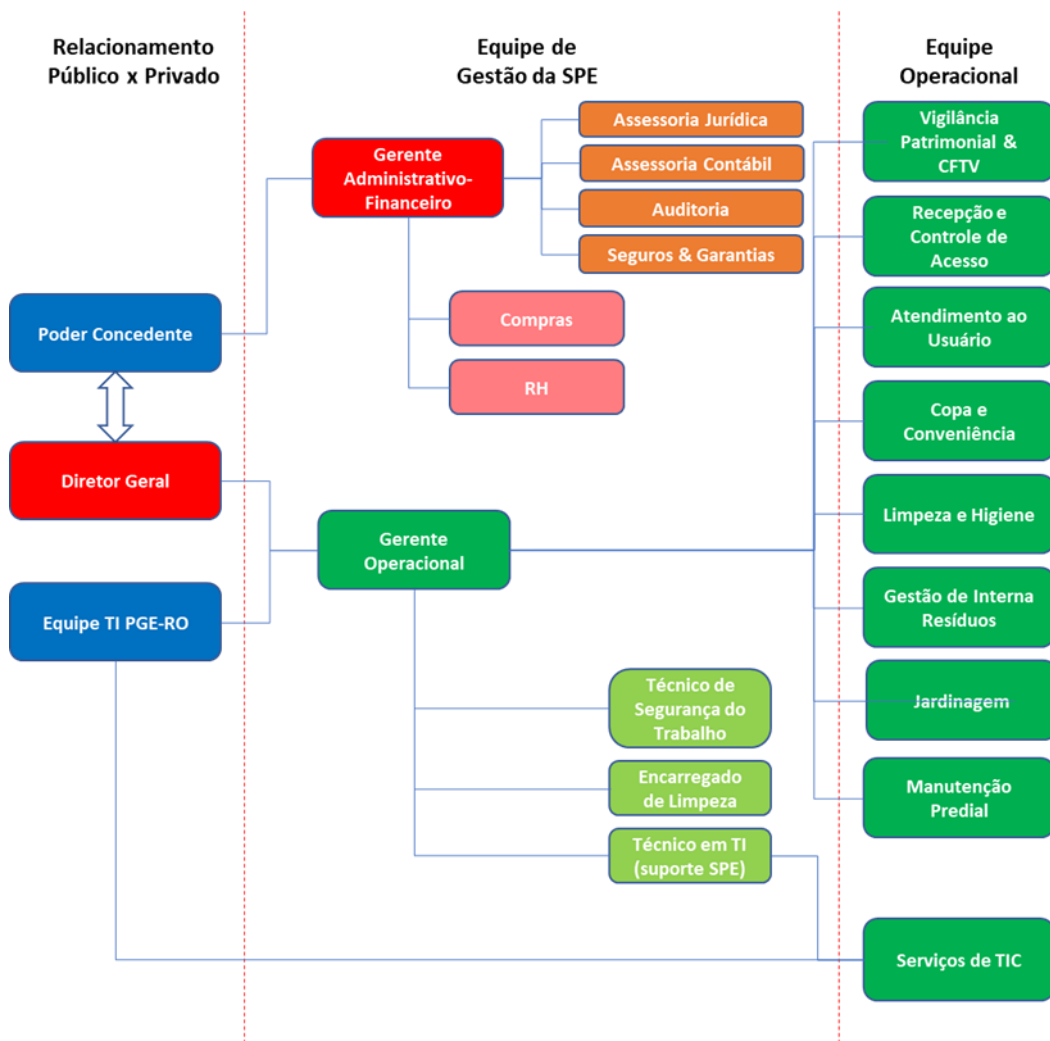 Relacionamento
Público x Privado
Equipe de
Gestão da SPE
Equipe
Operacional
Poder Concedente
Diretor Geral
Equipe TI PGE-RO
Gerente
Administrativo-
Financeiro
Assessoria Jurídica
Assessoria Contábil
Auditoria
Seguros & Garantias
Compras
RH
Gerente
Operacional
Técnico de
Segurança do
Trabalho
Encarregado
de Limpeza
Técnico em TI
(suporte SPE)
Vigilância
Patrimonial &
CFTV
Recepção e
Controle de
Acesso
Atendimento ao
Usuário
Copa e
Conveniência
Limpeza e Higiene
Gestão de Interna
Resíduos
Jardinagem
Manutenção
Predial
Serviços de TIC